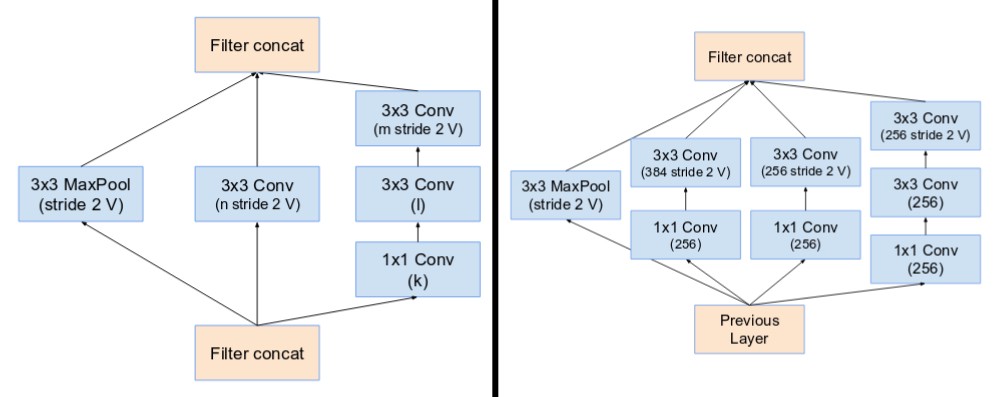 Filter concat
3x3 Conv
(m stride 2 V)
3x3 MaxPool
(stride 2 V)
3x3 Conv
(n stride 2 V)
3x3 Conv
(l)
1x1 Conv
(k)
Filter concat
Filter concat
3x3 Conv
(256 stride 2 V)
3x3 Conv
(384 stride 2 V)
3x3 Conv
(256 stride 2 V)
3x3 MaxPool
(stride 2 V)
3x3 Conv
(256)
1x1 Conv
(256)
1x1 Conv
(256)
1x1 Conv
(256)
Previous
Layer